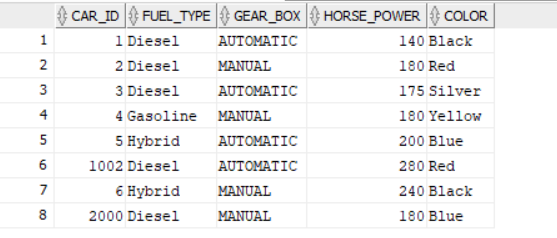 CAR_ID FUEL_TYPE GEAR_BOX HORSE_POWER COLOR
1 1 Diesel AUTOMATIC 140 Black
2 2 Diesel MANUAL 180 Red
3 3 Diesel AUTOMATIC 175 Silver
4 4 Gasoline MANUAL 180 Yellow
5 5 Hybrid AUTOMATIC 200 Blue
6 1002 Diesel AUTOMATIC 280 Red
7 6 Hybrid MANUAL 240 Black
8 2000 Diesel MANUAL 180 Blue